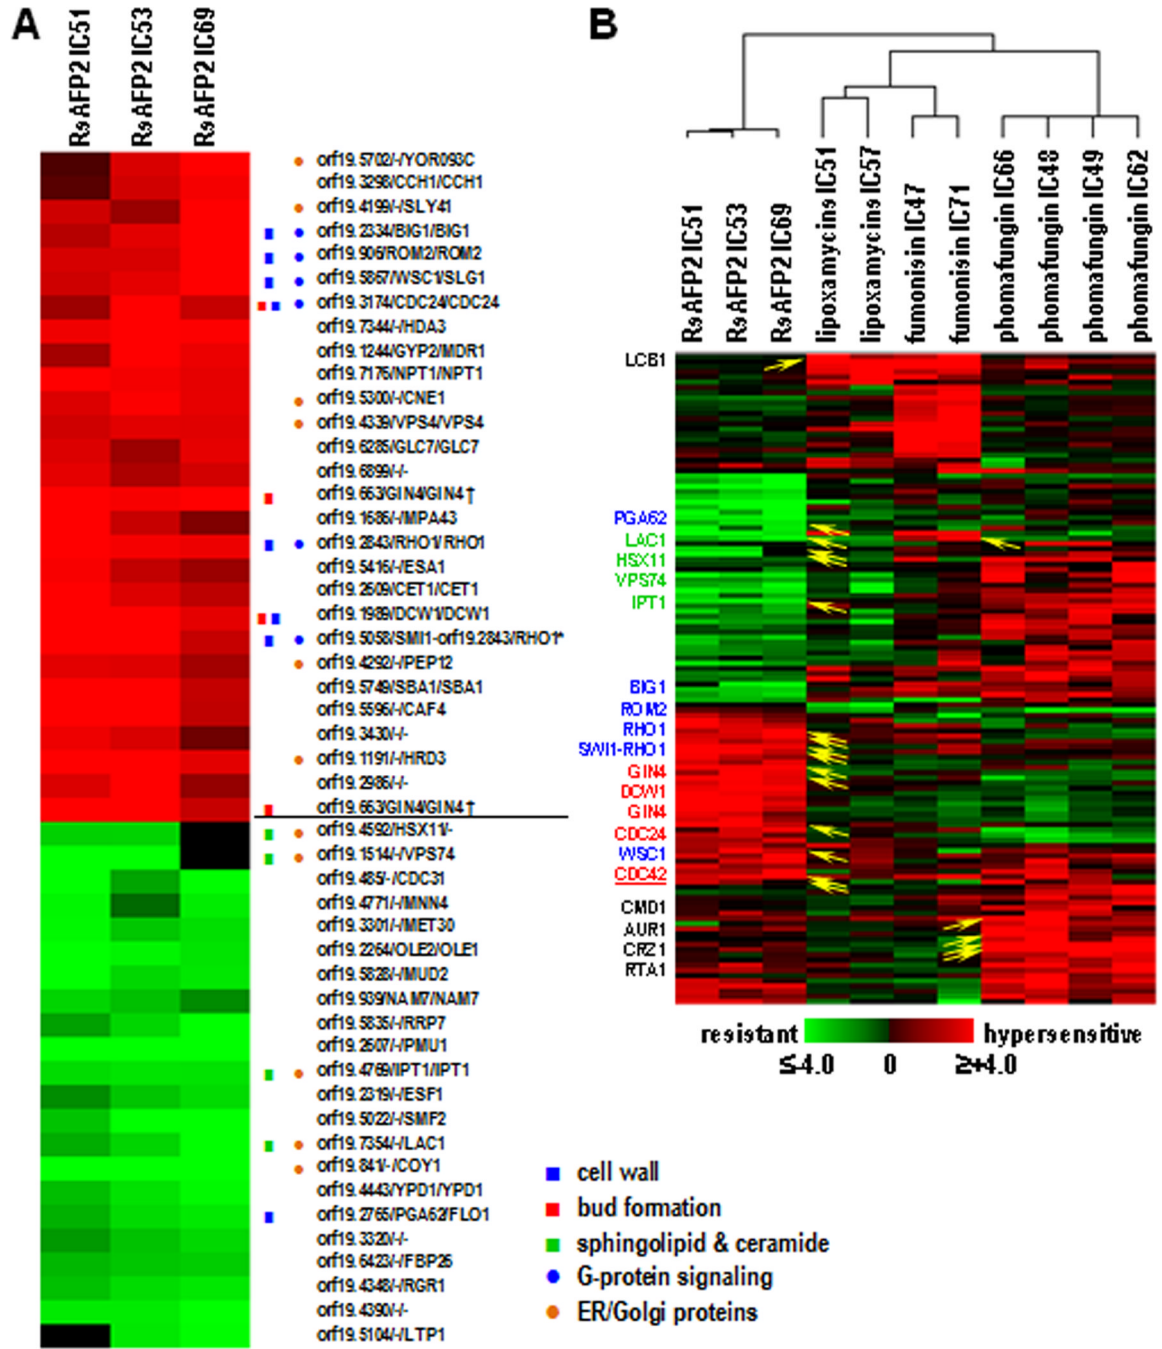 A
RsAFP2 IC51
RsAFP2 IC53
RsAFP2 IC69
orf19.5702/-/YOR093C
orf19.3298/CCH1/CCH1
orf19.4199/-/SLY41
orf19.2334/BIG1/BIG1
orf19.906/ROM2/ROM2
orf19.5867/WSC1/SLG1
orf19.3174/CDC24/CDC24
orf19.7344/-/HDA3
orf19.1244/GYP2/MDR1
orf19.7176/NPT1/NPT1
orf19.5300/-/CNE1
orf19.4339/VPS4/VPS4
orf19.6285/GLC7/GLC7
orf19.6899/-/-
orf19.663/GIN4/GIN4†
orf19.1686/-/MPA43
orf19.2843/RHO1/RHO1
orf19.5416/-/ESA1
orf19.2609/CET1/CET1
orf19.1989/DCW1/DCW1
orf19.5058/SMI1-orf19.2843/RHO1*
orf19.4292/-/PEP12
orf19.5749/SBA1/SBA1
orf19.5596/-/CAF4
orf19.3430/-/-
orf19.1191/-/HRD3
orf19.2986/-/-
orf19.663/GIN4/GIN4†
orf19.4592/HSX11/-
orf19.1514/-/VPS74
orf19.485/-/CDC31
orf19.4771/-/MNN4
orf19.3301/-/MET30
orf19.2264/OLE2/OLE1
orf19.5828/-/MUD2
orf19.939/NAM7/NAM7
orf19.5835/-/RRP7
orf19.2607/-/PMU1
orf19.4769/IPT1/IPT1
orf19.2319/-/ESF1
orf19.5022/-/SMF2
orf19.7354/-/LAC1
orf19.841/-/COY1
orf19.4443/YPD1/YPD1
orf19.2765/PGA62/FLO1
orf19.3320/-/-
orf19.6423/-/FBP26
orf19.4348/-/RGR1
orf19.4390/-/-
orf19.5104/-/LTP1
B
RsAFP2 IC51
RsAFP2 IC53
RsAFP2 IC69
lipoxamycine IC51
lipoxamycine IC57
fumonisin IC47
fumonisin IC71
phomafungin IC66
phomafungin IC48
phomafungin IC49
phomafungin IC62
LCB1
PGA62
LAC1
HSX11
VPS74
IPT1
BIG1
ROM2
RHO1
SWI1-RHO1
GIN4
DCW1
GIN4
CDC24
WSC1
CDC42
CMD1
AUR1
CRZ1
RTA1
resistant hypersensitive
≤-4.0 0 ≥+4.0
cell wall
bud formation
sphingolipid & ceramide
G-protein signaling
ER/Golgi proteins